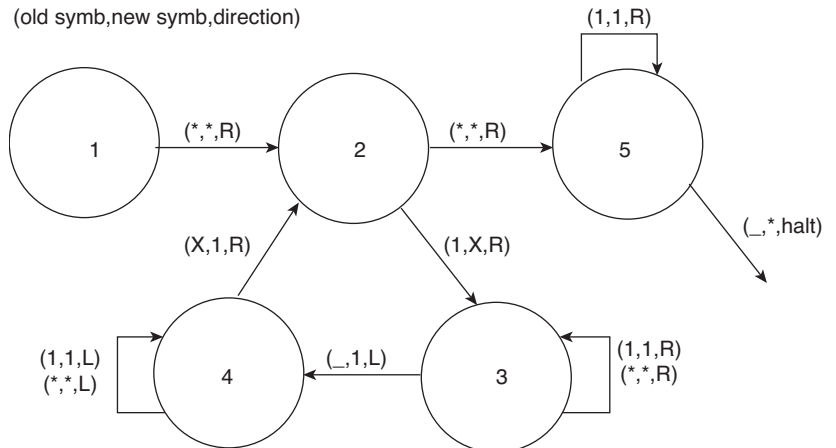 (old symb,new symb,direction)
(1,1,R)
(*,*,R)
(*,*,R)
1
2
5
(X,1,R)
(1,X,R)
(_,*,halt)
(1,1,L)
(*,*,L)
4
(_,1,L)
3
(1,1,R)
(*,*,R)